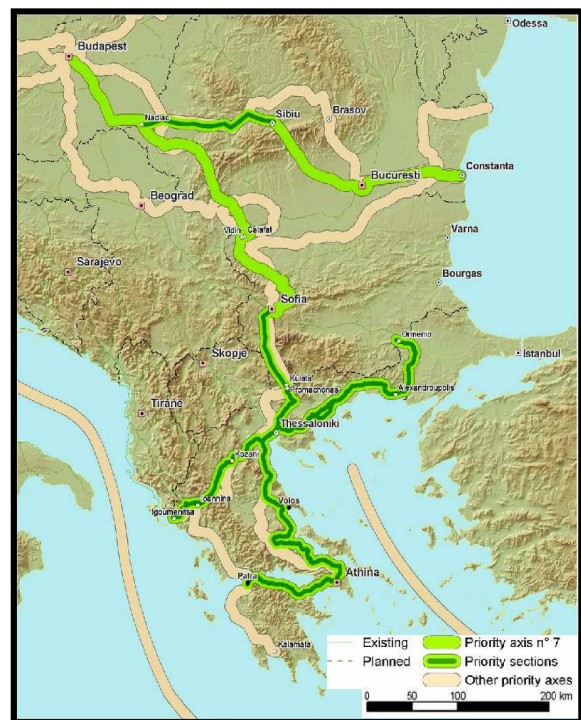 Odessa
Budapest
Nadlac
Sibiu
Brasov
Bucuresti
Constanta
Beograd
Vidin
Calafat
Varna
Sarajevo
Bourgas
Sofia
Ormenio
Skopje
Istanbul
Kulata
Promachonas
Alexandroupolis
Tiranë
Thessaloniki
Kozani
Ioannina
Igoumenitsa
Volos
Athina
Patra
Kalamata
Existing
Priority axis n° 7
Planned
Priority sections
Other priority axes
0 50 100 200 km